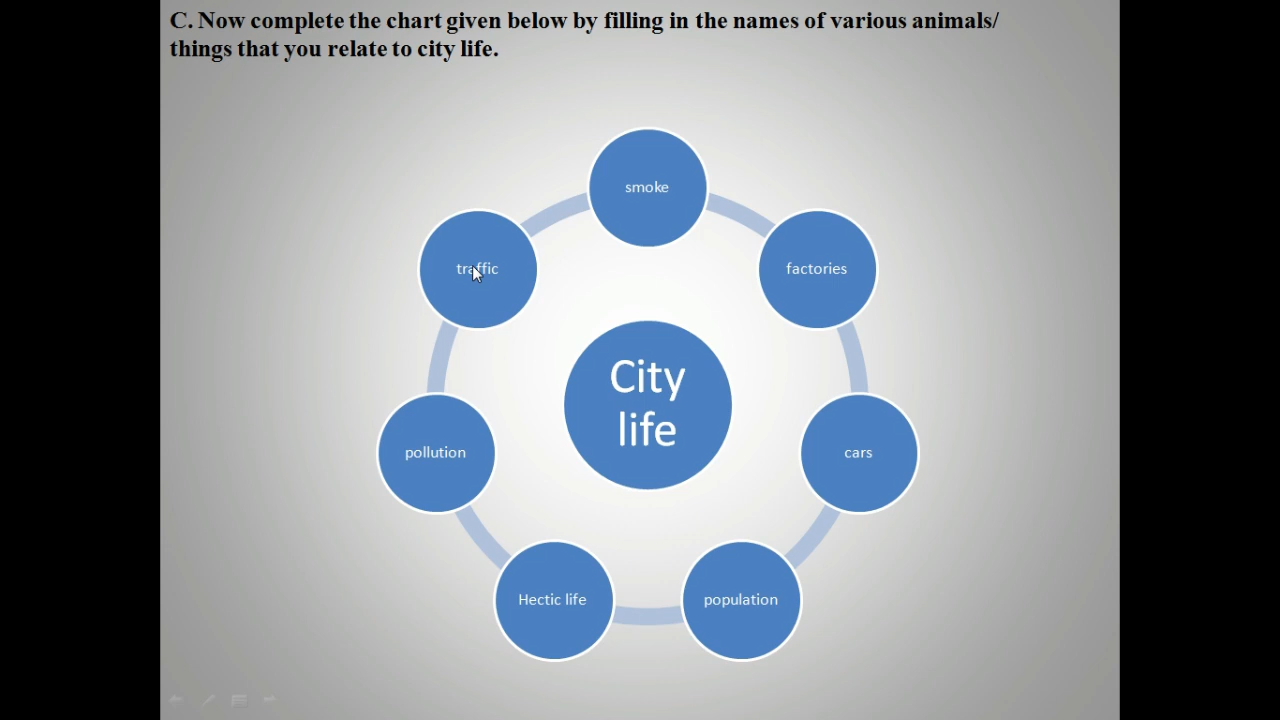 C. Now complete the chart given below by filling in the names of various animals/
things that you relate to city life.
smoke
traffic
factories
City
life
pollution
cars
Hectic life
population